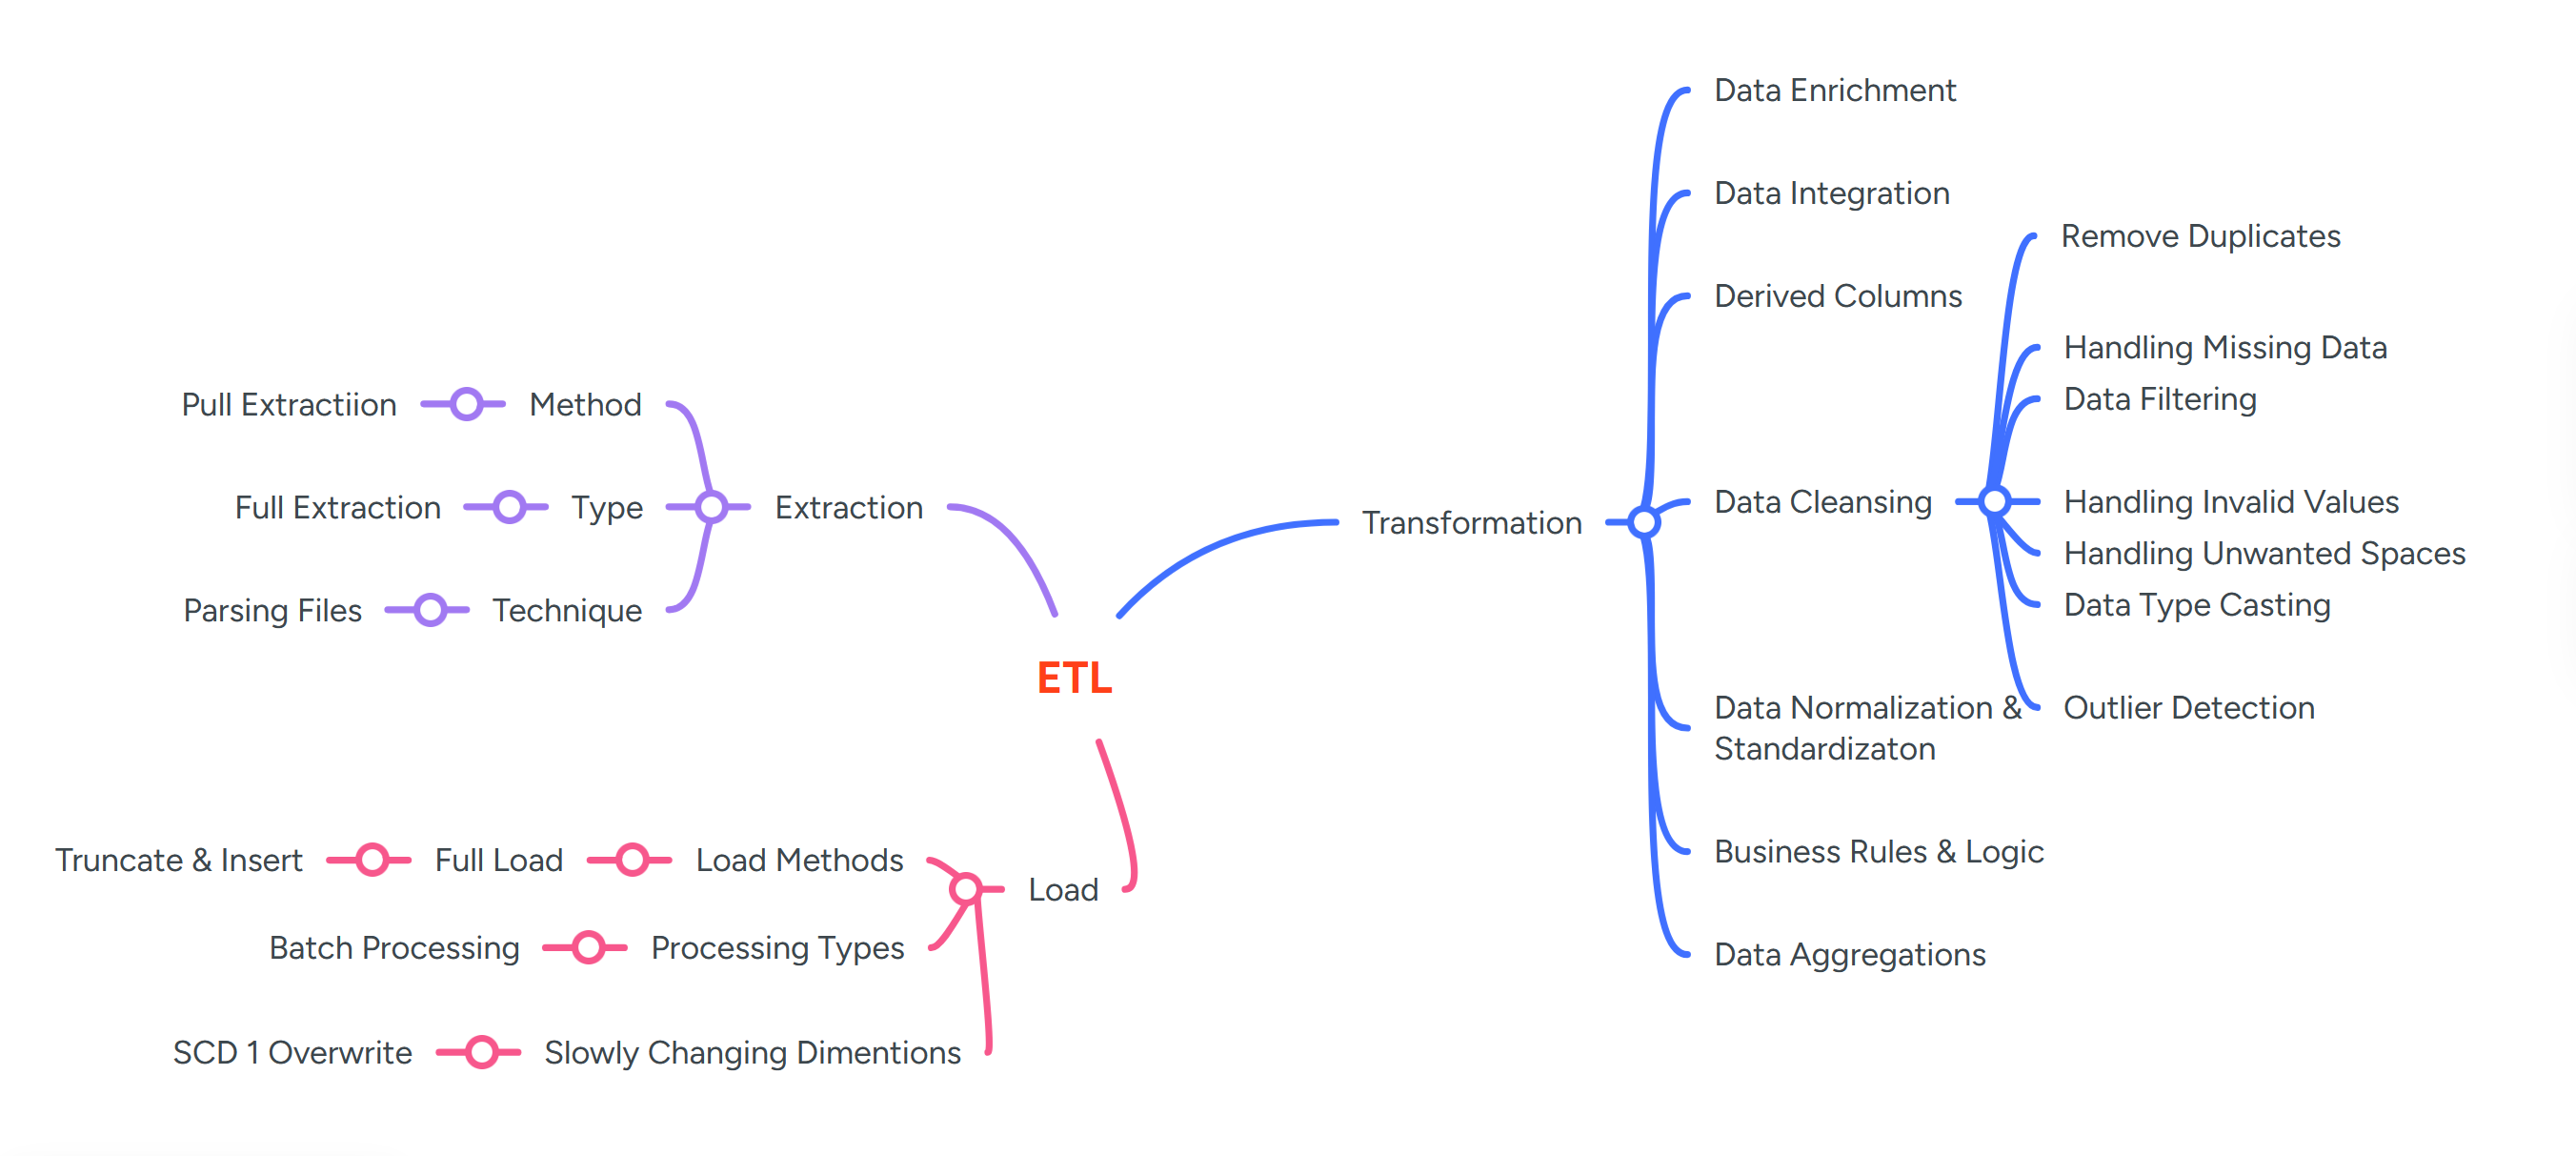 Data Enrichment
Data Integration
Remove Duplicates
Derived Columns
Handling Missing Data
Pull Extractiion
Method
Data Filtering
Full Extraction
Type
Extraction
Transformation
Data Cleansing
Handling Invalid Values
Handling Unwanted Spaces
Parsing Files
Technique
Data Type Casting
ETL
Data Normalization &
Standardizaton
Outlier Detection
Truncate & Insert
Full Load
Load Methods
Load
Business Rules & Logic
Batch Processing
Processing Types
Data Aggregations
SCD 1 Overwrite
Slowly Changing Dimentions